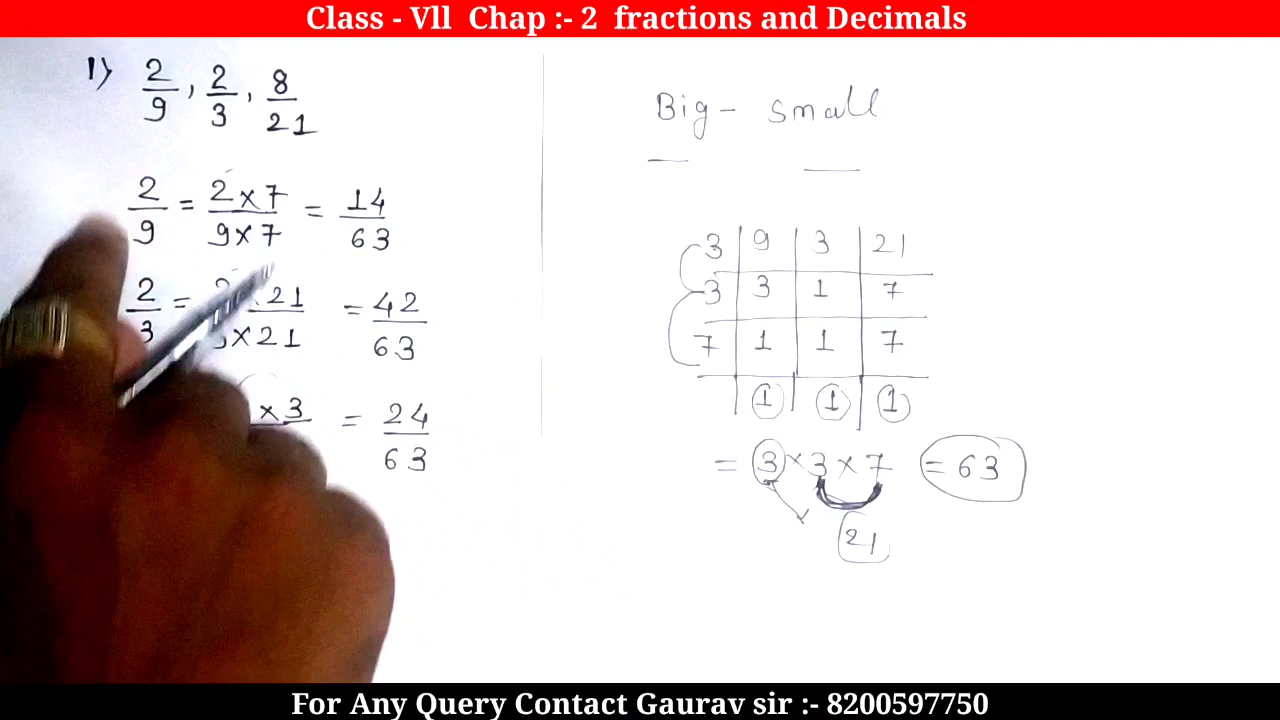 Class - Vll Chap :- 2 fractions and Decimals
1) 2/9, 2/3, 8/21
2/9 = 2×7/9×7 = 14/63
2/3 = ×21/×21 = 42/63
×3 = 24/63
Big - Small
3 | 9 | 3 | 21
3 | 3 | 1 | 7
7 | 1 | 1 | 7
1 | 1 | 1
= 3 × 3 × 7 = 63
21
For Any Query Contact Gaurav sir :- 8200597750